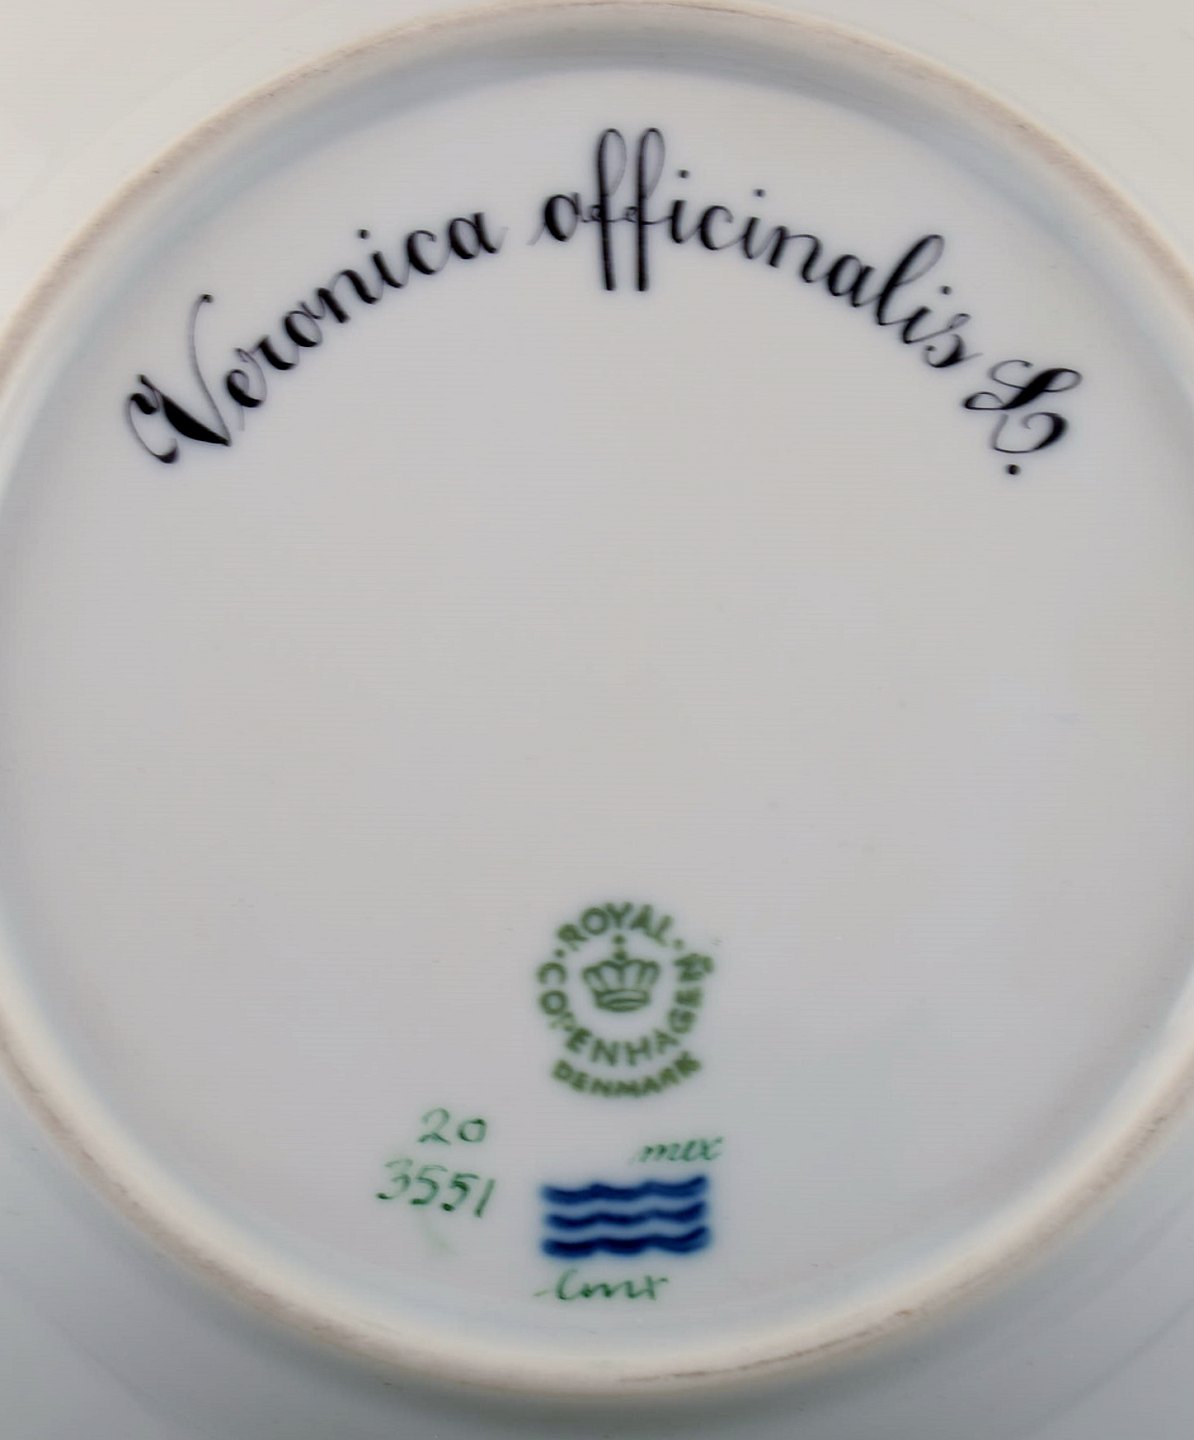 Veronica officinalis L.
ROYAL
COPENHAGEN
DENMARK
20
3551